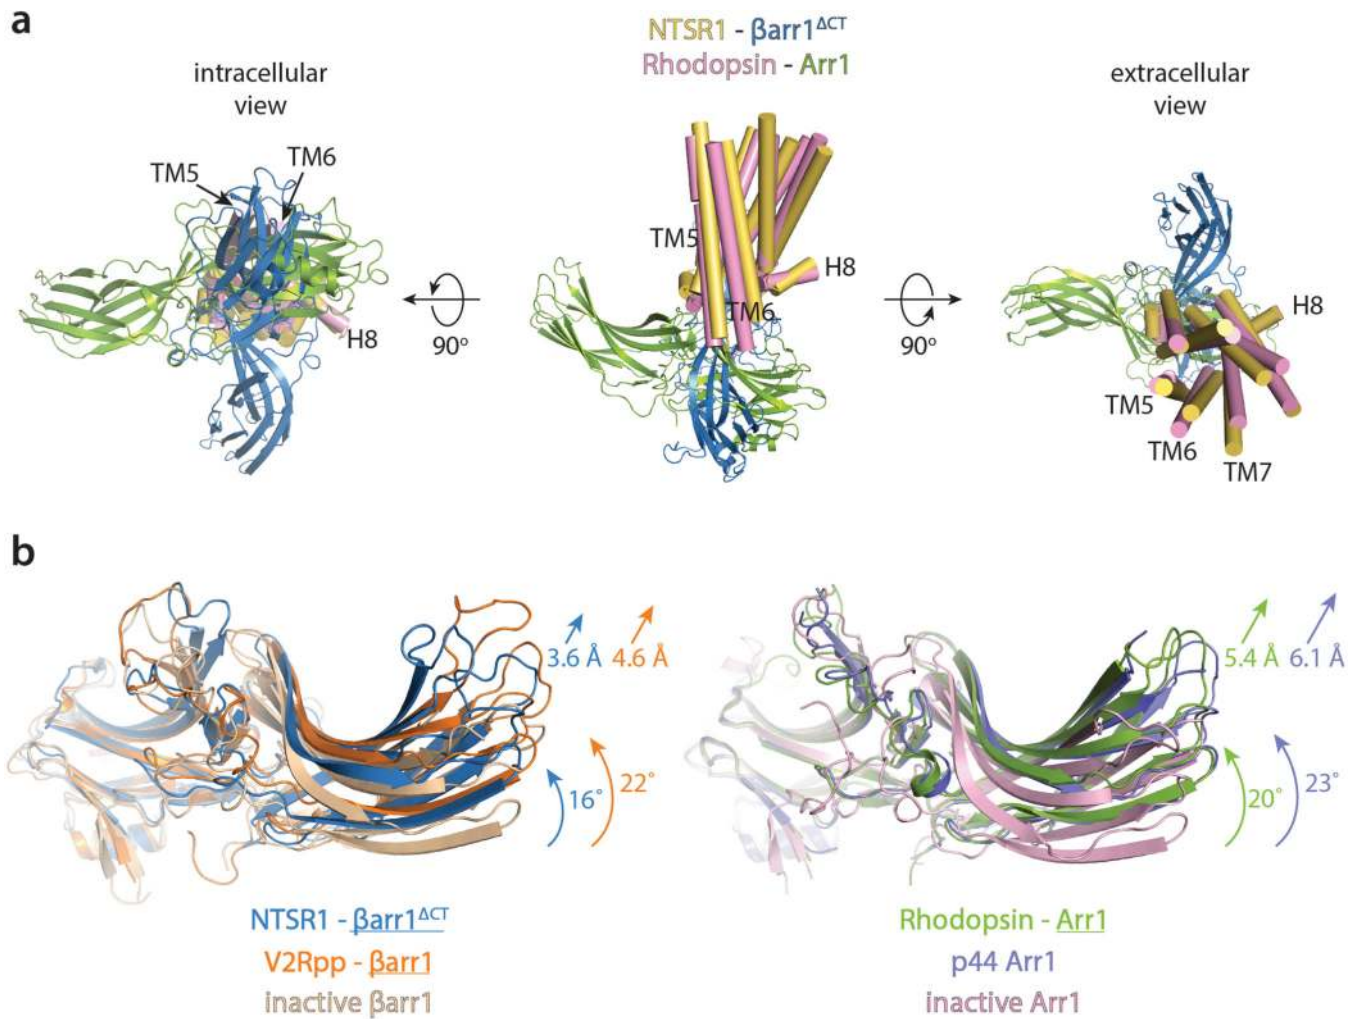 a
NTSR1 - βarr1ΔCT
Rhodopsin - Arr1
intracellular
view
extracellular
view
TM5
TM6
H8
90°
TM5
TM6
H8
90°
H8
TM5
TM6
TM7
b
3.6 Å
4.6 Å
16°
22°
5.4 Å
6.1 Å
20°
23°
NTSR1 - βarr1ΔCT
V2Rpp - βarr1
inactive βarr1
Rhodopsin - Arr1
p44 Arr1
inactive Arr1